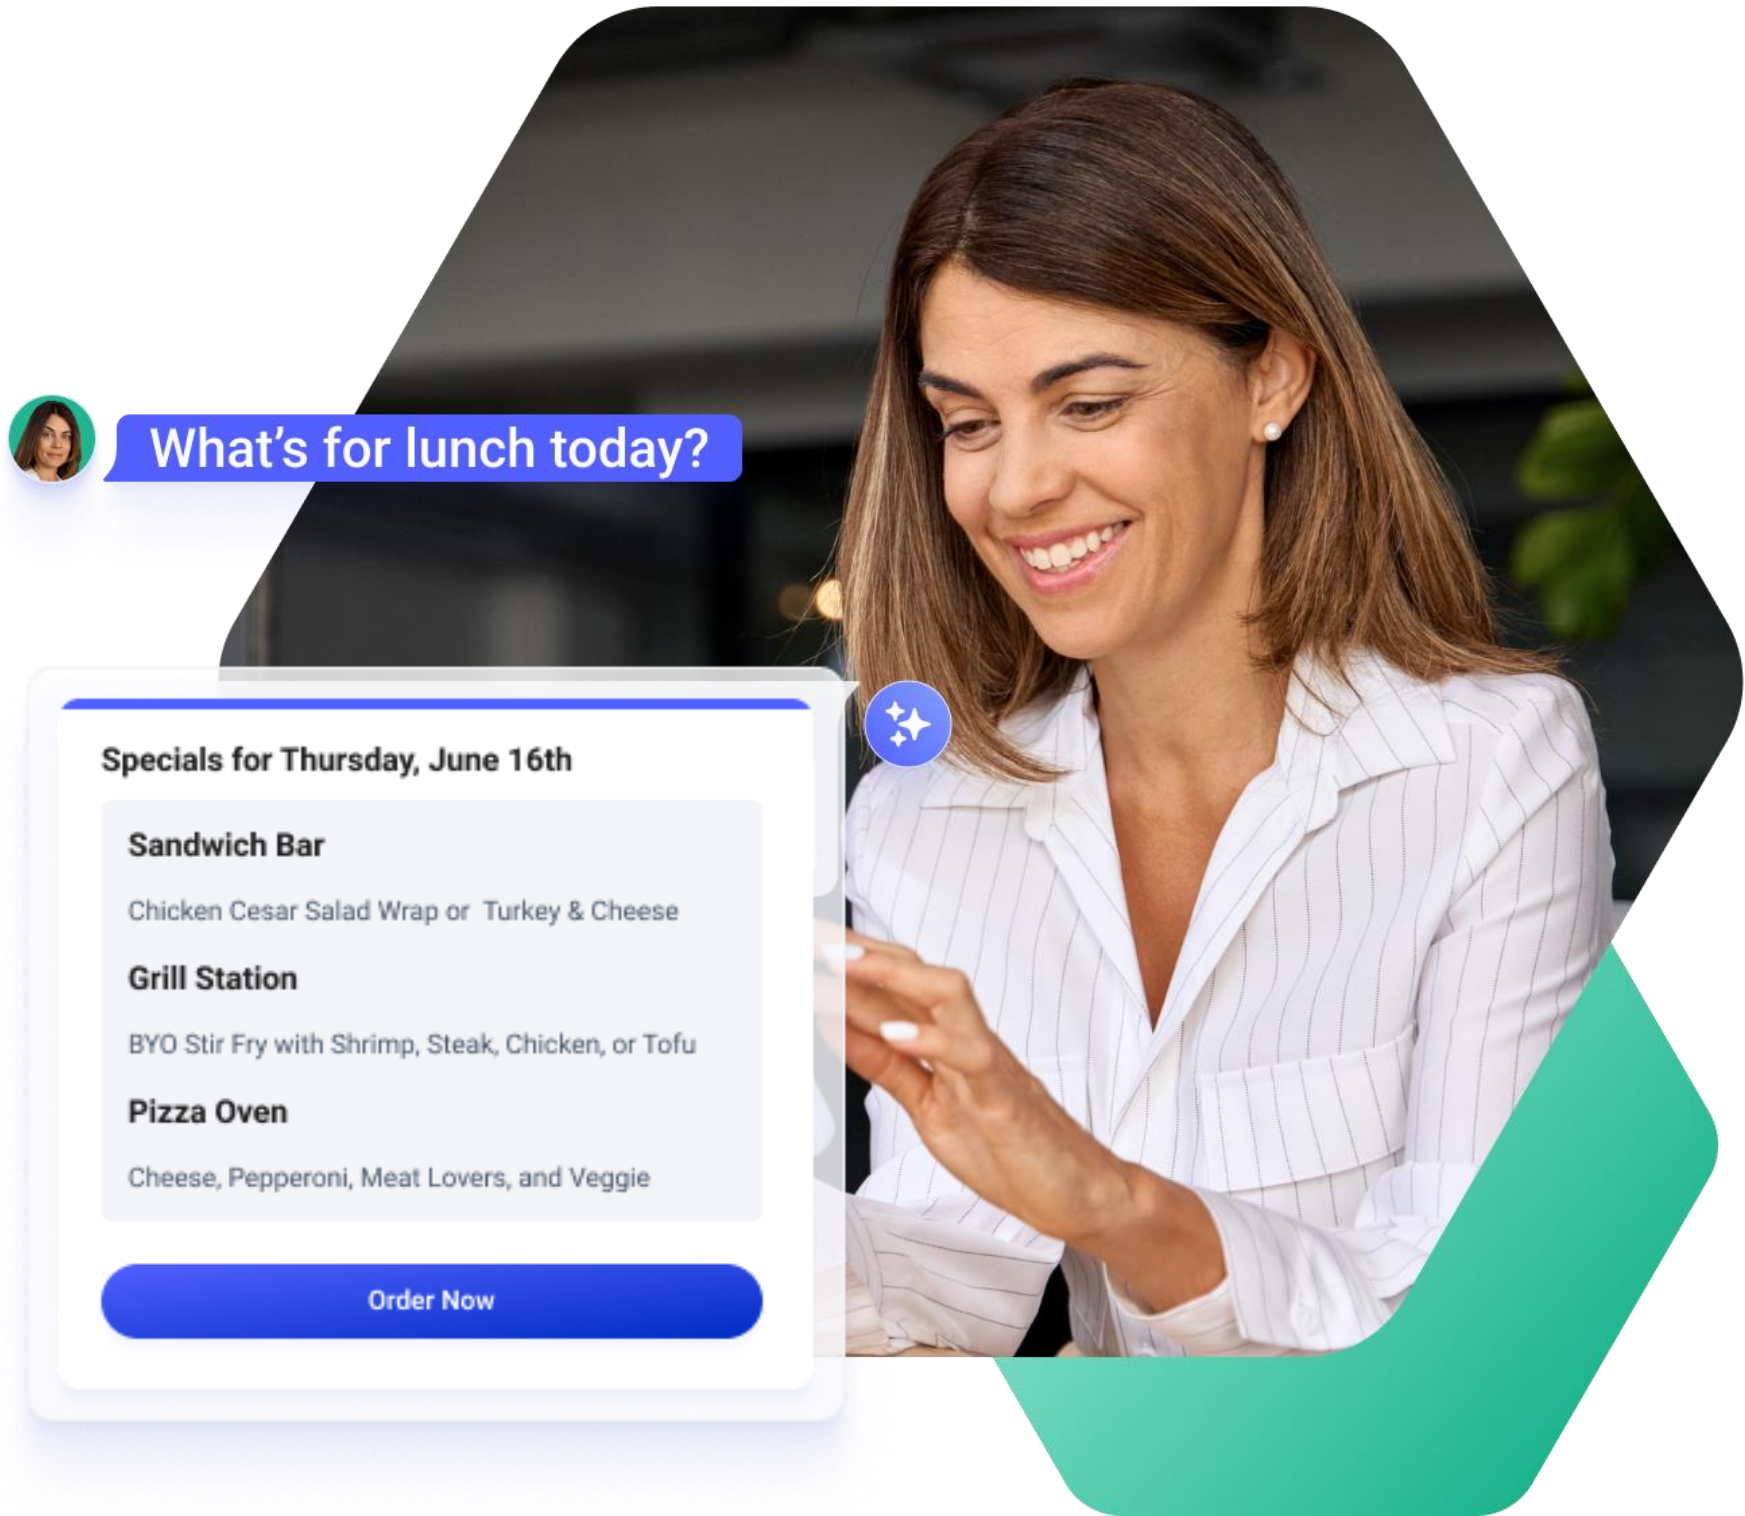 What’s for lunch today?
Specials for Thursday, June 16th
Sandwich Bar
Chicken Cesar Salad Wrap or Turkey & Cheese
Grill Station
BYO Stir Fry with Shrimp, Steak, Chicken, or Tofu
Pizza Oven
Cheese, Pepperoni, Meat Lovers, and Veggie
Order Now